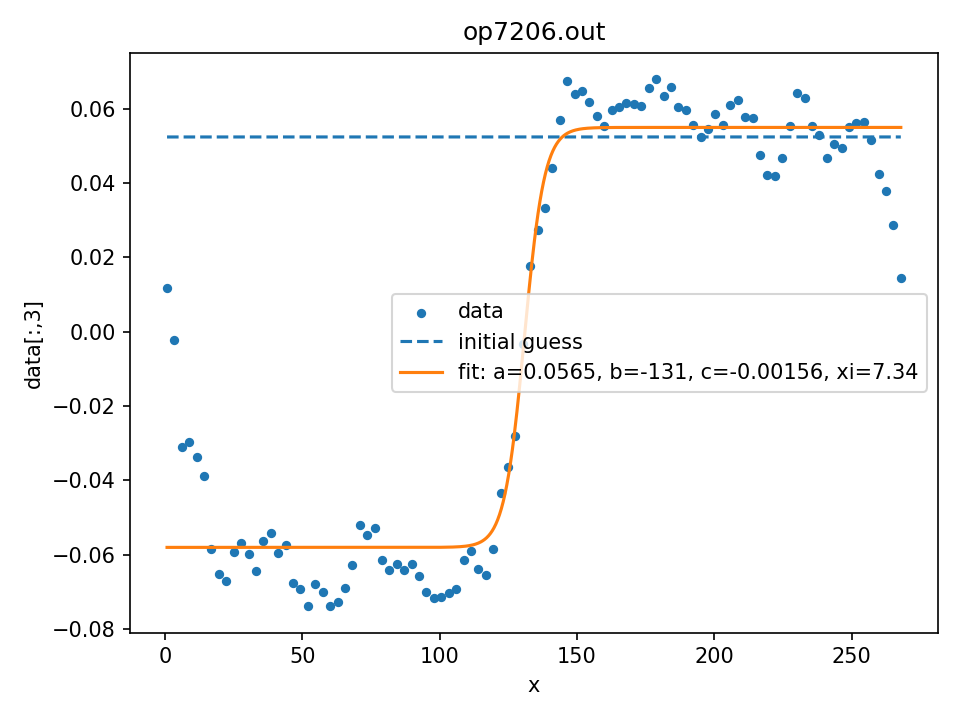 op7206.out
data[:,3]
0.06
0.04
0.02
0.00
−0.02
−0.04
−0.06
−0.08
data
initial guess
fit: a=0.0565, b=-131, c=-0.00156, xi=7.34
0 50 100 150 200 250
x